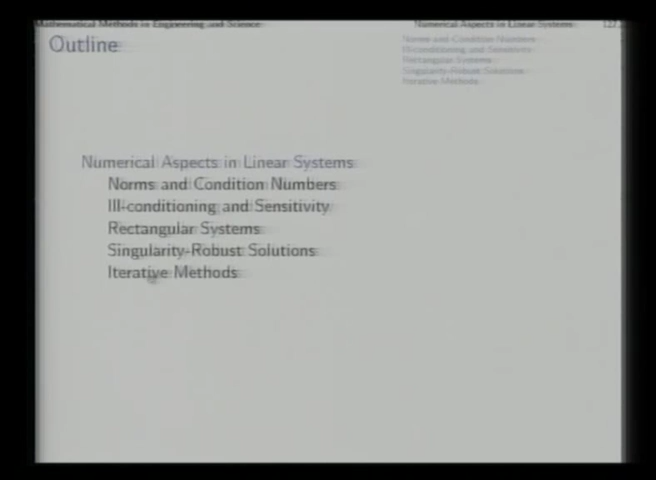 Mathematical Methods in Engineering and Science
Numerical Aspects in Linear Systems
Outline
Norms and Condition Numbers
Ill-conditioning and Sensitivity
Rectangular Systems
Singularity-Robust Solutions
Iterative Methods
Numerical Aspects in Linear Systems
Norms and Condition Numbers
Ill-conditioning and Sensitivity
Rectangular Systems
Singularity-Robust Solutions
Iterative Methods